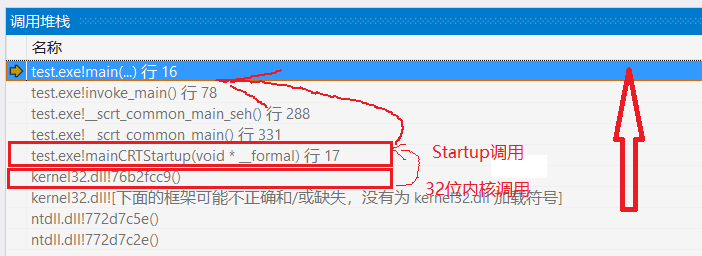 调用堆栈
名称
test.exe!main(...) 行 16
test.exe!invoke_main() 行 78
test.exe!__scrt_common_main_seh() 行 288
test.exe!__scrt_common_main() 行 331
test.exe!mainCRTStartup(void * __formal) 行 17
Startup调用
kernel32.dll!76b2fcc9()
32位内核调用
kernel32.dll![下面的框架可能不正确和/或缺失，没有为 kernel32.dll 加载符号]
ntdll.dll!772d7c5e()
ntdll.dll!772d7c2e()